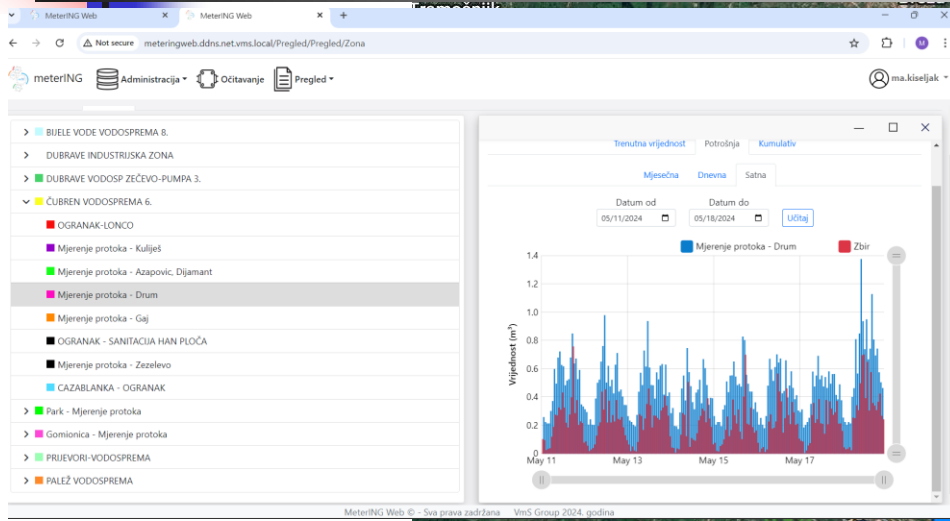 MeterING Web
MeterING Web
Not secure
meteringweb.ddns.net.vms.local/Pregled/Pregled/Zona
M
meterING
Administracija
Očitavanje
Pregled
ma.kiseljak
BIJELE VODE VODOSPREMA 8.
DUBRAVE INDUSTRIJSKA ZONA
DUBRAVE VODOSP ZEČEVO-PUMPA 3.
ČUBREN VODOSPREMA 6.
OGRANAK-LONCO
Mjerenje protoka - Kuliješ
Mjerenje protoka - Azapovic, Dijamant
Mjerenje protoka - Drum
Mjerenje protoka - Gaj
OGRANAK - SANITACIJA HAN PLOČA
Mjerenje protoka - Zezelevo
CAZABLANKA - OGRANAK
Park - Mjerenje protoka
Gomionica - Mjerenje protoka
PRIJEVORI-VODOSPREMA
PALEŽ VODOSPREMA
Trenutna vrijednost Potrošnja Kumulativ
Mjesečna Dnevna Satna
Datum od Datum do
05/11/2024 05/18/2024 Učitaj
Mjerenje protoka - Drum Zbir
Vrijednost (m³)
1.4
1.2
1.0
0.8
0.6
0.4
0.2
0
May 11 May 13 May 15 May 17
MeterING Web © - Sva prava zadržana VmS Group 2024. godina